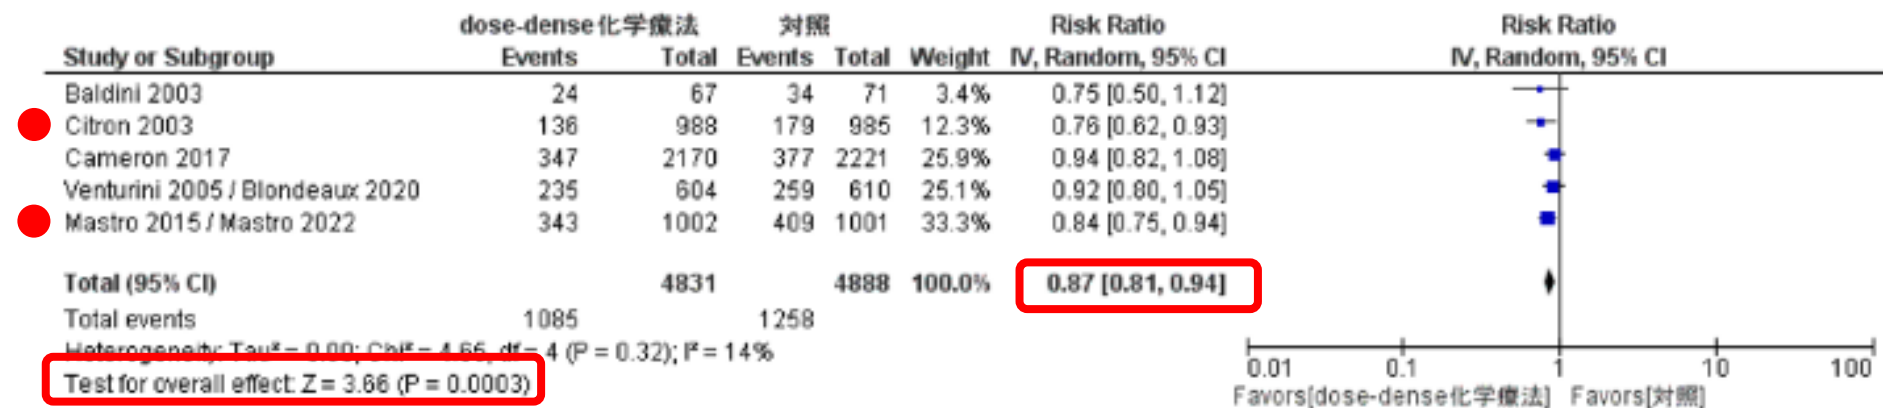 dose-dense化学療法 対照 Risk Ratio Risk Ratio
Study or Subgroup Events Total Events Total Weight IV, Random, 95% CI IV, Random, 95% CI
Baldini 2003 24 67 34 71 3.4% 0.75 [0.50, 1.12]
Citron 2003 136 988 179 985 12.3% 0.76 [0.62, 0.93]
Cameron 2017 347 2170 377 2221 25.9% 0.94 [0.82, 1.08]
Venturini 2005 / Blondeaux 2020 235 604 259 610 25.1% 0.92 [0.80, 1.05]
Mastro 2015 / Mastro 2022 343 1002 409 1001 33.3% 0.84 [0.75, 0.94]
Total (95% CI) 4831 4888 100.0% 0.87 [0.81, 0.94]
Total events 1085 1258
Heterogeneity: Tau² = 0.00; Chi² = 4.66, df = 4 (P = 0.32); I² = 14%
Test for overall effect: Z = 3.66 (P = 0.0003)
0.01 0.1 1 10 100
Favors[dose-dense化学療法] Favors[対照]